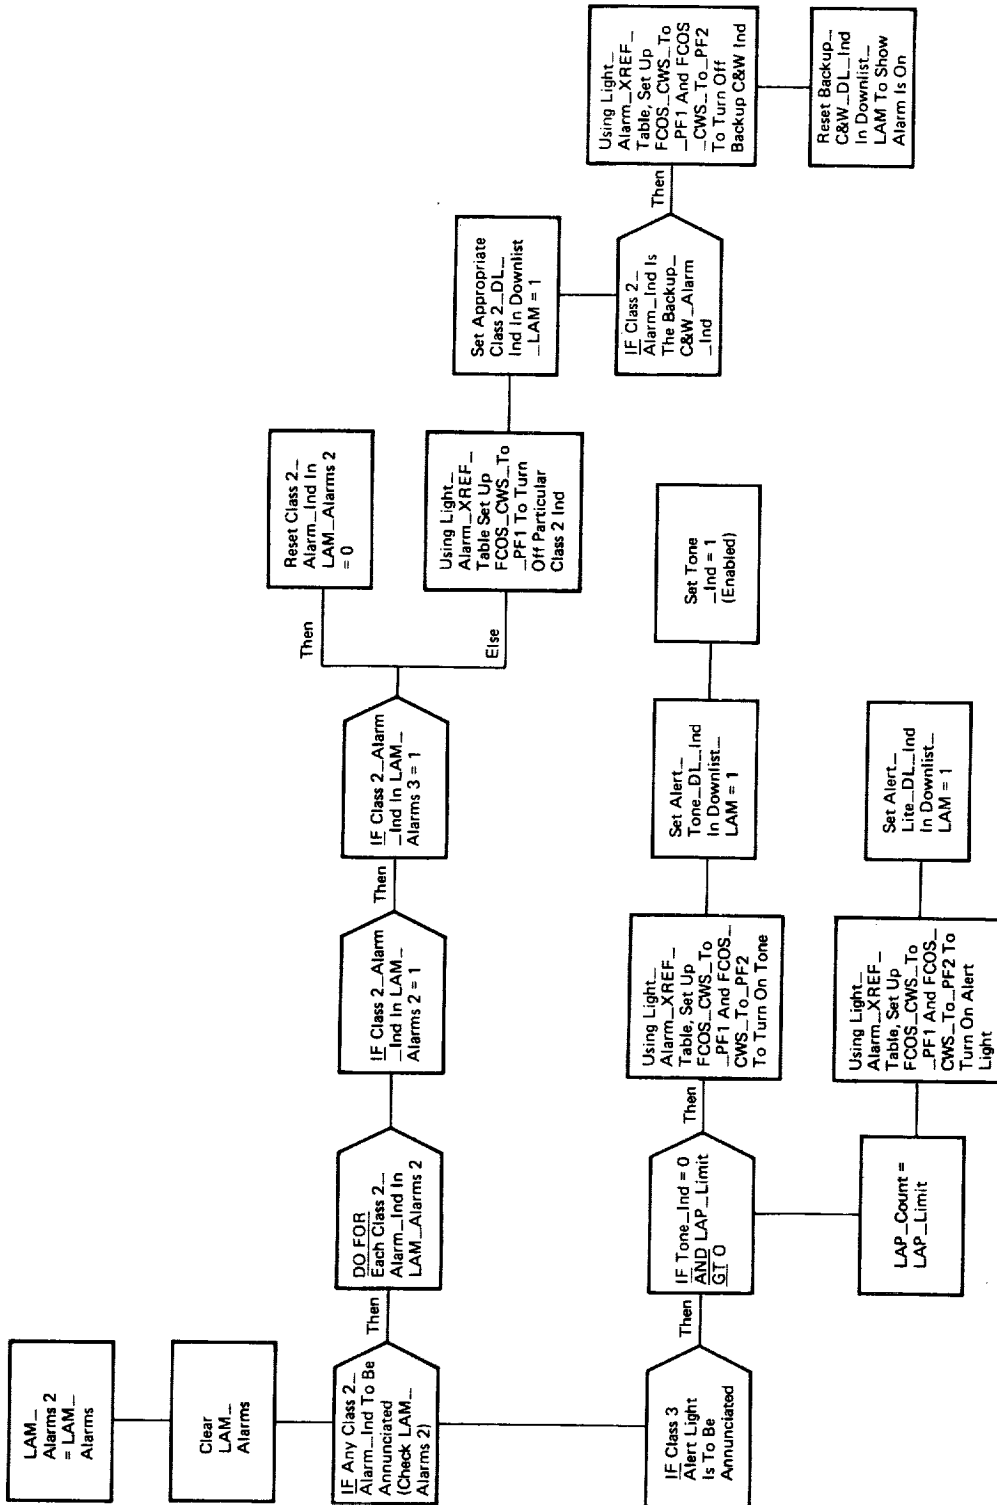 LAM_
Alarms 2
= LAM_
Alarms
Clear
LAM_
Alarms
IF Any Class 2_
Alarm_Ind To Be
Annunciated
(Check LAM_
Alarms 2)
Then
DO FOR
Each Class 2_
Alarm_Ind In
LAM_Alarms 2
IF Class 2_Alarm
_Ind In LAM_
Alarms 2 = 1
Then
IF Class 2_Alarm
_Ind In LAM_
Alarms 3 = 1
Then
Reset Class 2_
Alarm_Ind In
LAM_Alarms 2
= 0
Else
Using Light_
Alarm_XREF_
Table Set Up
FCOS_CWS_To
_PF1 To Turn
Off Particular
Class 2 Ind
Set Appropriate
Class 2_DL_
Ind In Downlist
_LAM = 1
IF Class 2_
Alarm_Ind Is
The Backup_
C&W_Alarm
_Ind
Then
Using Light_
Alarm_XREF_
Table, Set Up
FCOS_CWS_To
_PF1 And FCOS
_CWS_To_PF2
To Turn Off
Backup C&W Ind
Reset Backup_
C&W_DL_Ind
In Downlist_
LAM To Show
Alarm Is On
IF Class 3
Alert Light
Is To Be
Annunciated
Then
IF Tone_Ind = 0
AND LAP_Limit
GT O
Then
Using Light_
Alarm_XREF_
Table, Set Up
FCOS_CWS_To
_PF1 And FCOS_
CWS_To_PF2
To Turn On Tone
Set Alert_
Tone_DL_Ind
In Downlist_
LAM = 1
Set Tone
_Ind = 1
(Enabled)
LAP_Count =
LAP_Limit
Using Light_
Alarm_XREF_
Table, Set Up
FCOS_CWS_To
_PF1 And FCOS_
CWS_To_PF2 To
Turn On Alert
Light
Set Alert_
Lite_DL_Ind
In Downlist_
LAM = 1